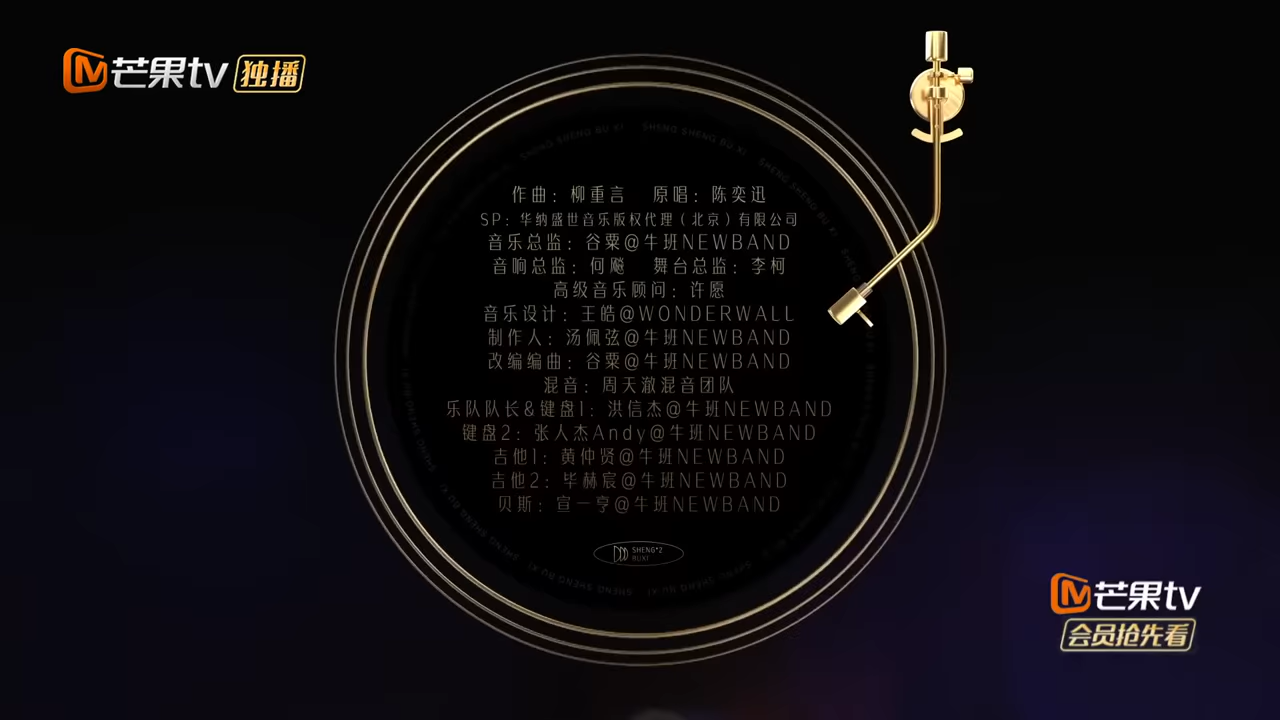 芒果tv 独播
作曲：柳重言 原唱：陈奕迅
SP：华纳盛世音乐版权代理（北京）有限公司
音乐总监：谷粟@牛班NEWBAND
音响总监：何飚 舞台总监：李柯
高级音乐顾问：许愿
音乐设计：王皓@WONDERWALL
制作人：汤佩弦@牛班NEWBAND
改编编曲：谷粟@牛班NEWBAND
混音：周天澈混音团队
乐队队长&键盘1：洪信杰@牛班NEWBAND
键盘2：张人杰Andy@牛班NEWBAND
吉他1：黄仲贤@牛班NEWBAND
吉他2：毕赫宸@牛班NEWBAND
贝斯：宣一亨@牛班NEWBAND
SHENG*2
BUXI
芒果tv
会员抢先看
SHENG SHENG BU XI